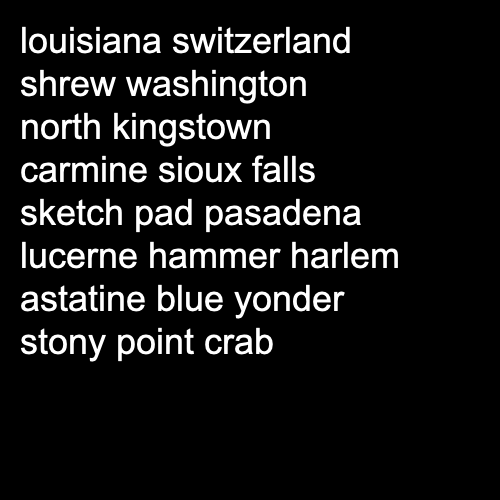 louisiana switzerland
shrew washington
north kingstown
carmine sioux falls
sketch pad pasadena
lucerne hammer harlem
astatine blue yonder
stony point crab